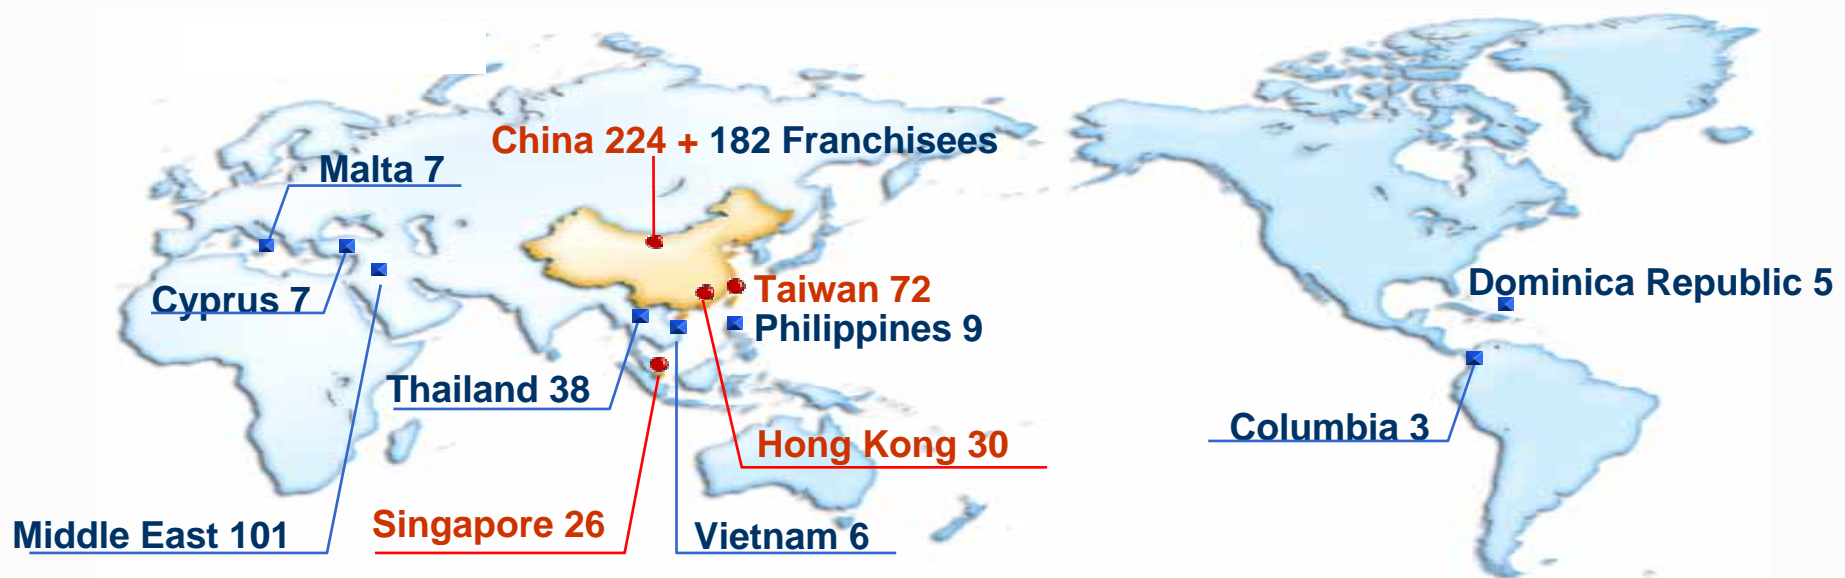 China 224 + 182 Franchisees
Malta 7
Cyprus 7
Taiwan 72
Dominica Republic 5
Philippines 9
Thailand 38
Columbia 3
Hong Kong 30
Middle East 101
Singapore 26
Vietnam 6